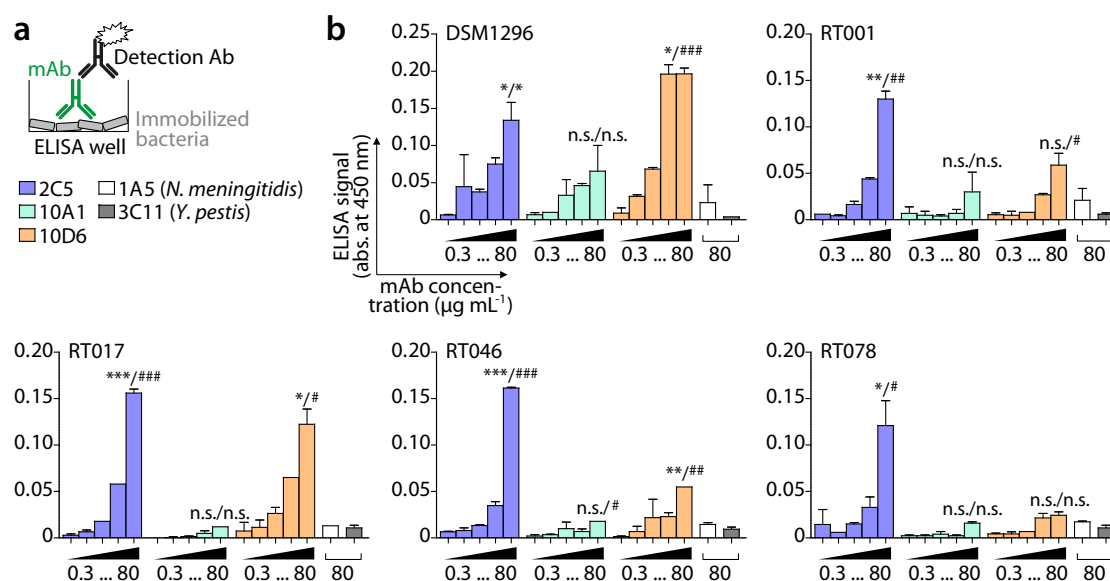 a
Detection Ab
mAb
Immobilized
bacteria
ELISA well
2C5
1A5 (N. meningitidis)
10A1
3C11 (Y. pestis)
10D6
b
DSM1296
0.25
0.20
0.15
0.10
0.05
0
ELISA signal
(abs. at 450 nm)
*/*
n.s./n.s.
*/###
0.3 ... 80
0.3 ... 80
0.3 ... 80
80
mAb concen-
tration (µg mL-1)
RT001
0.20
0.15
0.10
0.05
0.00
**/##
n.s./n.s.
n.s./#
0.3 ... 80
0.3 ... 80
0.3 ... 80
80
RT017
0.20
0.15
0.10
0.05
0.00
***/###
n.s./n.s.
*/#
0.3 ... 80
0.3 ... 80
0.3 ... 80
80
RT046
0.20
0.15
0.10
0.05
0.00
***/###
n.s./ #
**/##
0.3 ... 80
0.3 ... 80
0.3 ... 80
80
RT078
0.20
0.15
0.10
0.05
0.00
*/#
n.s./n.s.
n.s./n.s.
0.3 ... 80
0.3 ... 80
0.3 ... 80
80